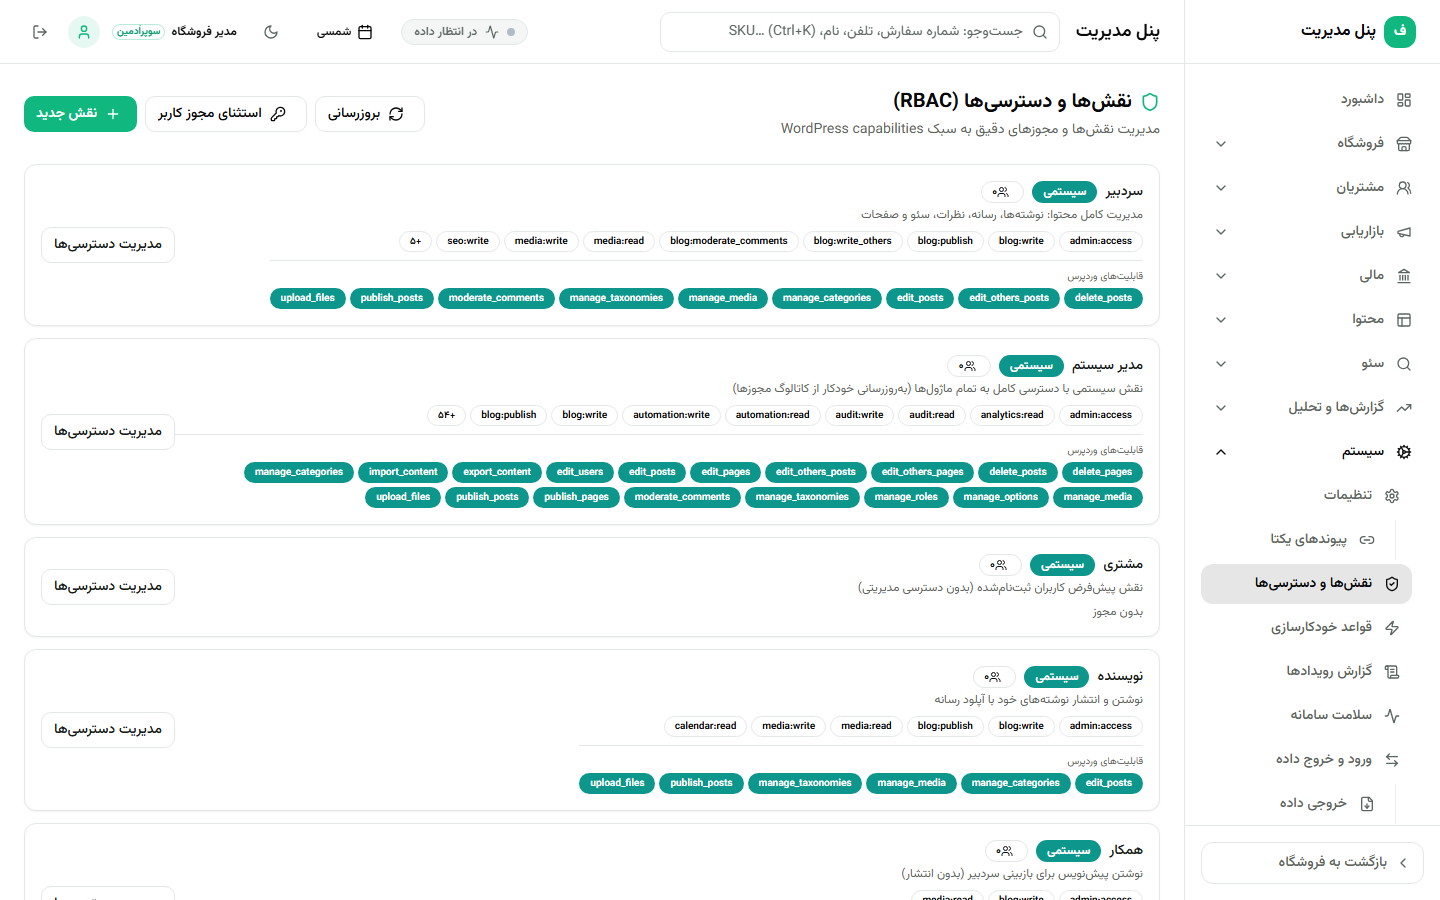 ف
پنل مدیریت
پنل مدیریت
جست‌وجو: شماره سفارش، تلفن، نام، SKU... (Ctrl+K)
در انتظار داده
شمسی
مدیر فروشگاه
سوپرادمین
داشبورد
فروشگاه
مشتریان
بازاریابی
مالی
محتوا
سئو
گزارش‌ها و تحلیل
سیستم
تنظیمات
پیوندهای یکتا
نقش‌ها و دسترسی‌ها
قواعد خودکارسازی
گزارش رویدادها
سلامت سامانه
ورود و خروج داده
خروجی داده
بازگشت به فروشگاه
نقش‌ها و دسترسی‌ها (RBAC)
مدیریت نقش‌ها و مجوزهای دقیق به سبک WordPress capabilities
بروزرسانی
استثنای مجوز کاربر
نقش جدید
سردبیر سیستمی ۰
مدیریت کامل محتوا: نوشته‌ها، رسانه، نظرات، سئو و صفحات
admin:access blog:write blog:publish blog:write_others blog:moderate_comments media:read media:write seo:write +۵
قابلیت‌های وردپرس
delete_posts edit_others_posts edit_posts manage_categories manage_media manage_taxonomies moderate_comments publish_posts upload_files
مدیریت دسترسی‌ها
مدیر سیستم سیستمی ۰
نقش سیستمی با دسترسی کامل به تمام ماژول‌ها (به‌روزرسانی خودکار از کاتالوگ مجوزها)
admin:access analytics:read audit:read audit:write automation:read automation:write blog:write blog:publish +۵۴
قابلیت‌های وردپرس
delete_pages delete_posts edit_others_pages edit_others_posts edit_pages edit_posts edit_users export_content import_content manage_categories
manage_media manage_options manage_roles manage_taxonomies moderate_comments publish_pages publish_posts upload_files
مدیریت دسترسی‌ها
مشتری سیستمی ۰
نقش پیش‌فرض کاربران ثبت‌نام‌شده (بدون دسترسی مدیریتی)
بدون مجوز
مدیریت دسترسی‌ها
نویسنده سیستمی ۰
نوشتن و انتشار نوشته‌های خود با آپلود رسانه
admin:access blog:write blog:publish media:read media:write calendar:read
قابلیت‌های وردپرس
edit_posts manage_categories manage_media manage_taxonomies publish_posts upload_files
مدیریت دسترسی‌ها
همکار سیستمی ۰
نوشتن پیش‌نویس برای بازبینی سردبیر (بدون انتشار)
admin:access blog:write media:read